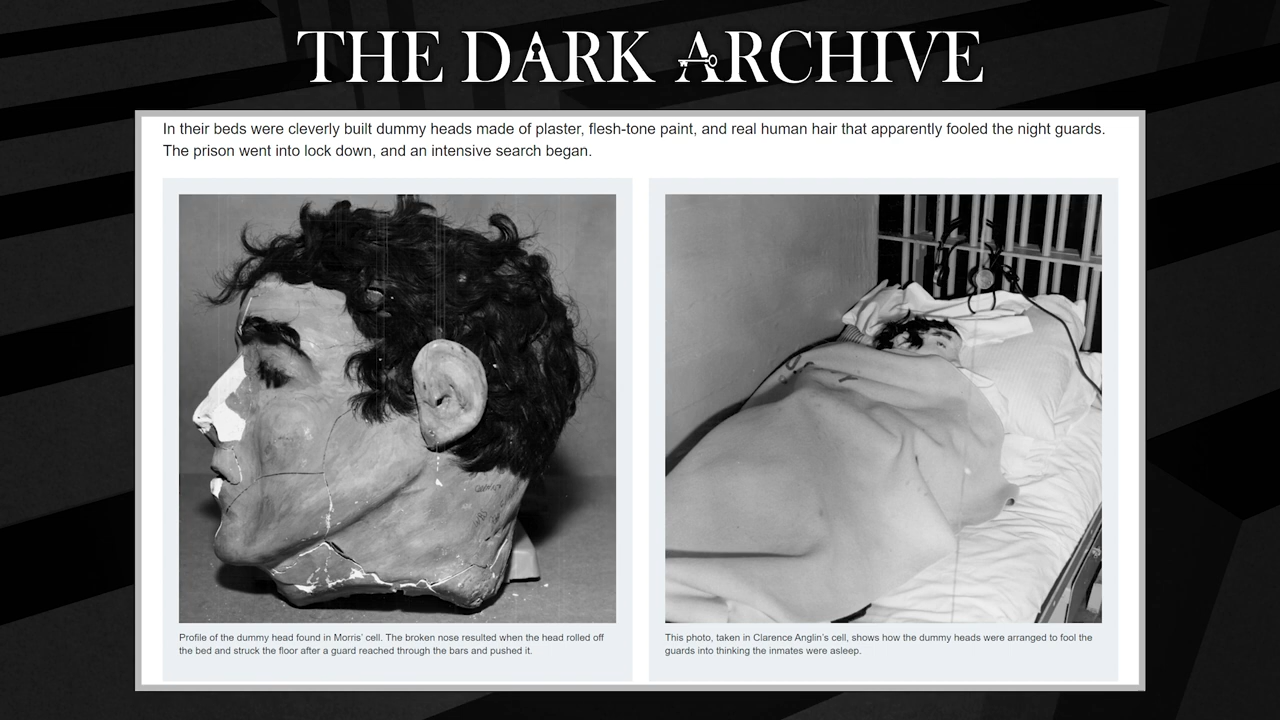 THE DARK ARCHIVE
In their beds were cleverly built dummy heads made of plaster, flesh-tone paint, and real human hair that apparently fooled the night guards.
The prison went into lock down, and an intensive search began.
Profile of the dummy head found in Morris' cell. The broken nose resulted when the head rolled off
the bed and struck the floor after a guard reached through the bars and pushed it.
This photo, taken in Clarence Anglin's cell, shows how the dummy heads were arranged to fool the
guards into thinking the inmates were asleep.